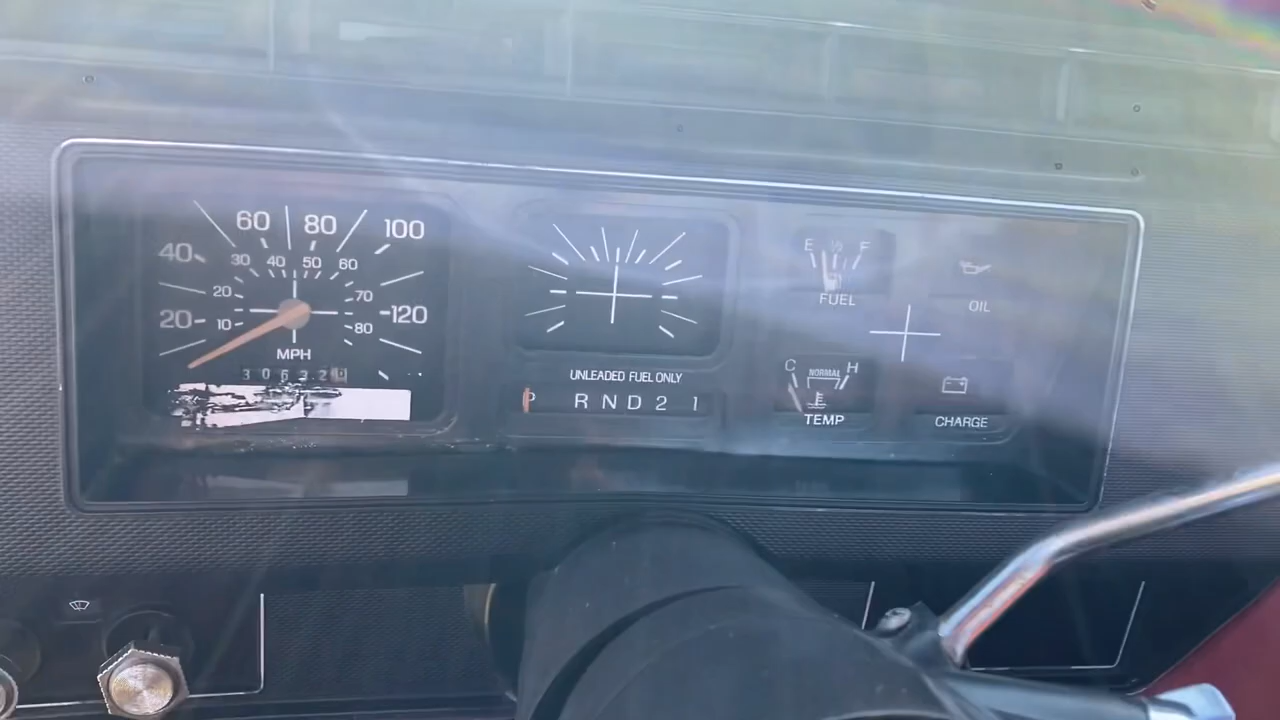 60 80 100
40 30 40 50 60
20 70
20 10 80 120
MPH
3 0 6 3 2
UNLEADED FUEL ONLY
P R N D 2 1
E 1/2 F
FUEL
OIL
C NORMAL H
TEMP
CHARGE